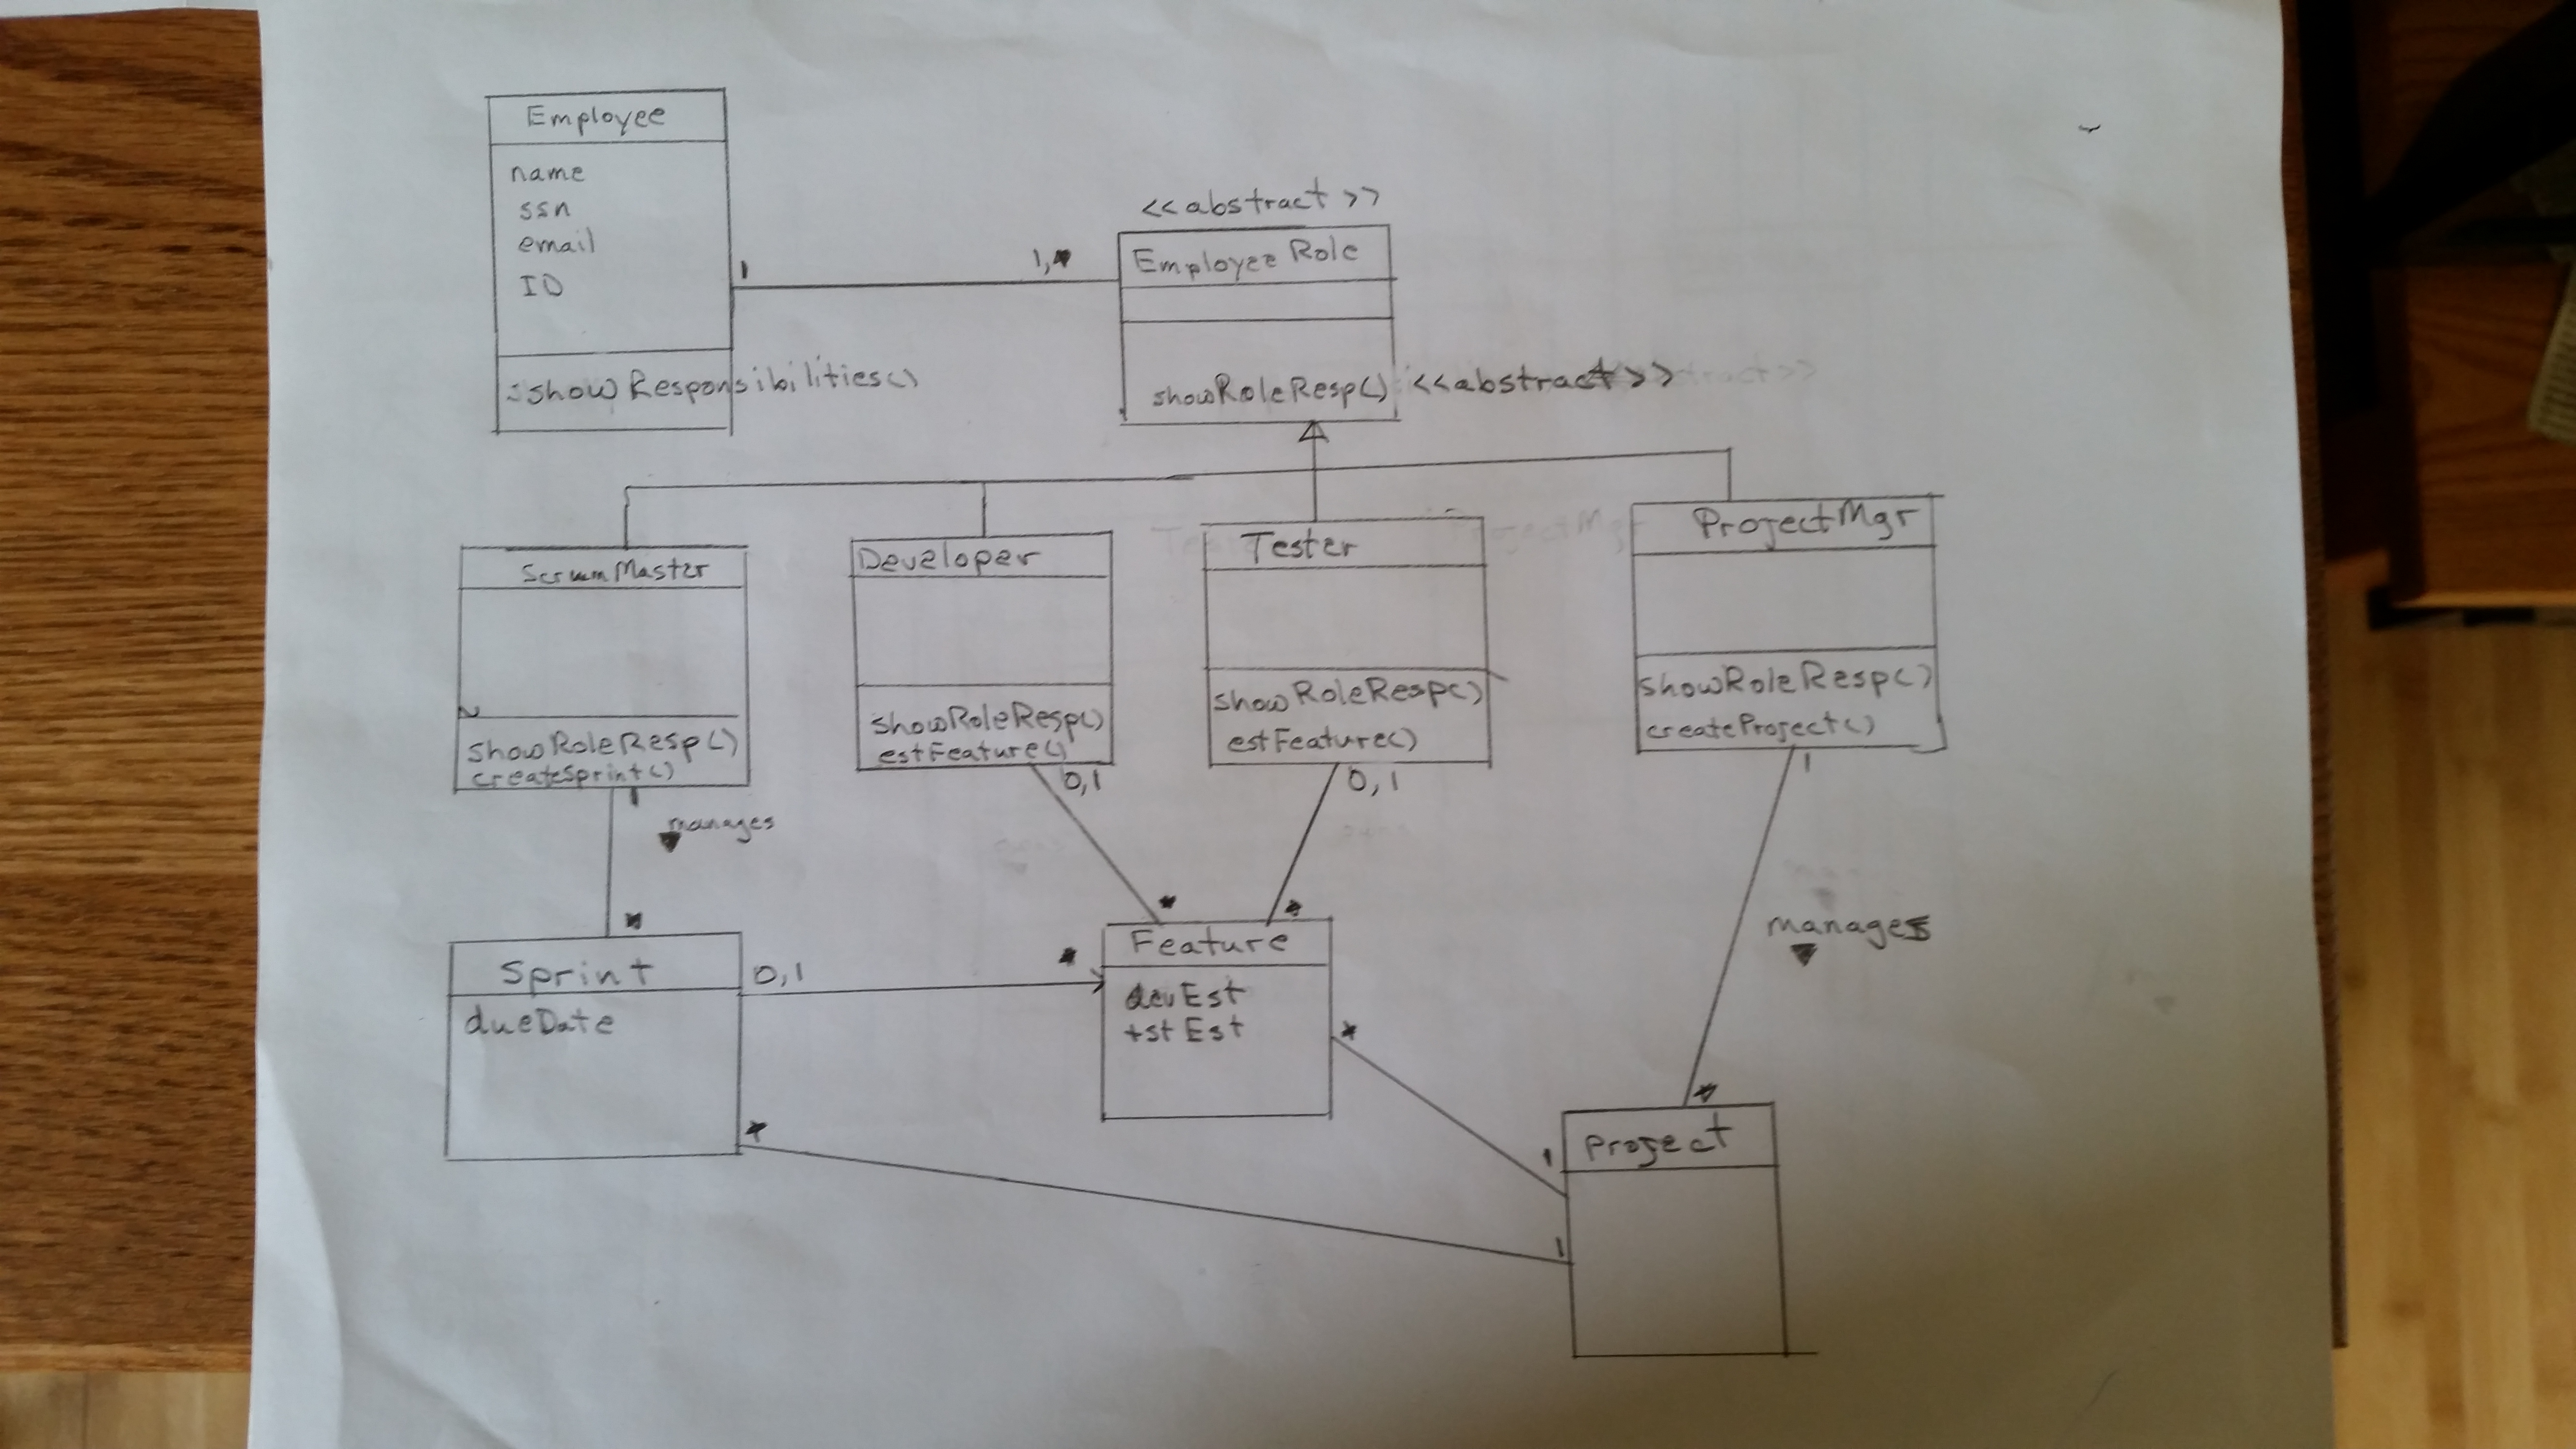 Employee
name
ssn
email
ID
showResponsibilities()
1
1,*
<<abstract>>
EmployeeRole
showRoleResp() <<abstract>>
ScrumMaster
showRoleResp()
createSprint()
Developer
showRoleResp()
estFeature()
Tester
showRoleResp()
estFeature()
ProjectMgr
showRoleResp()
createProject()
1
manages
*
0,1
*
0,1
*
1
manages
*
Sprint
dueDate
0,1
*
Feature
devEst
tstEst
*
1
*
1
Project